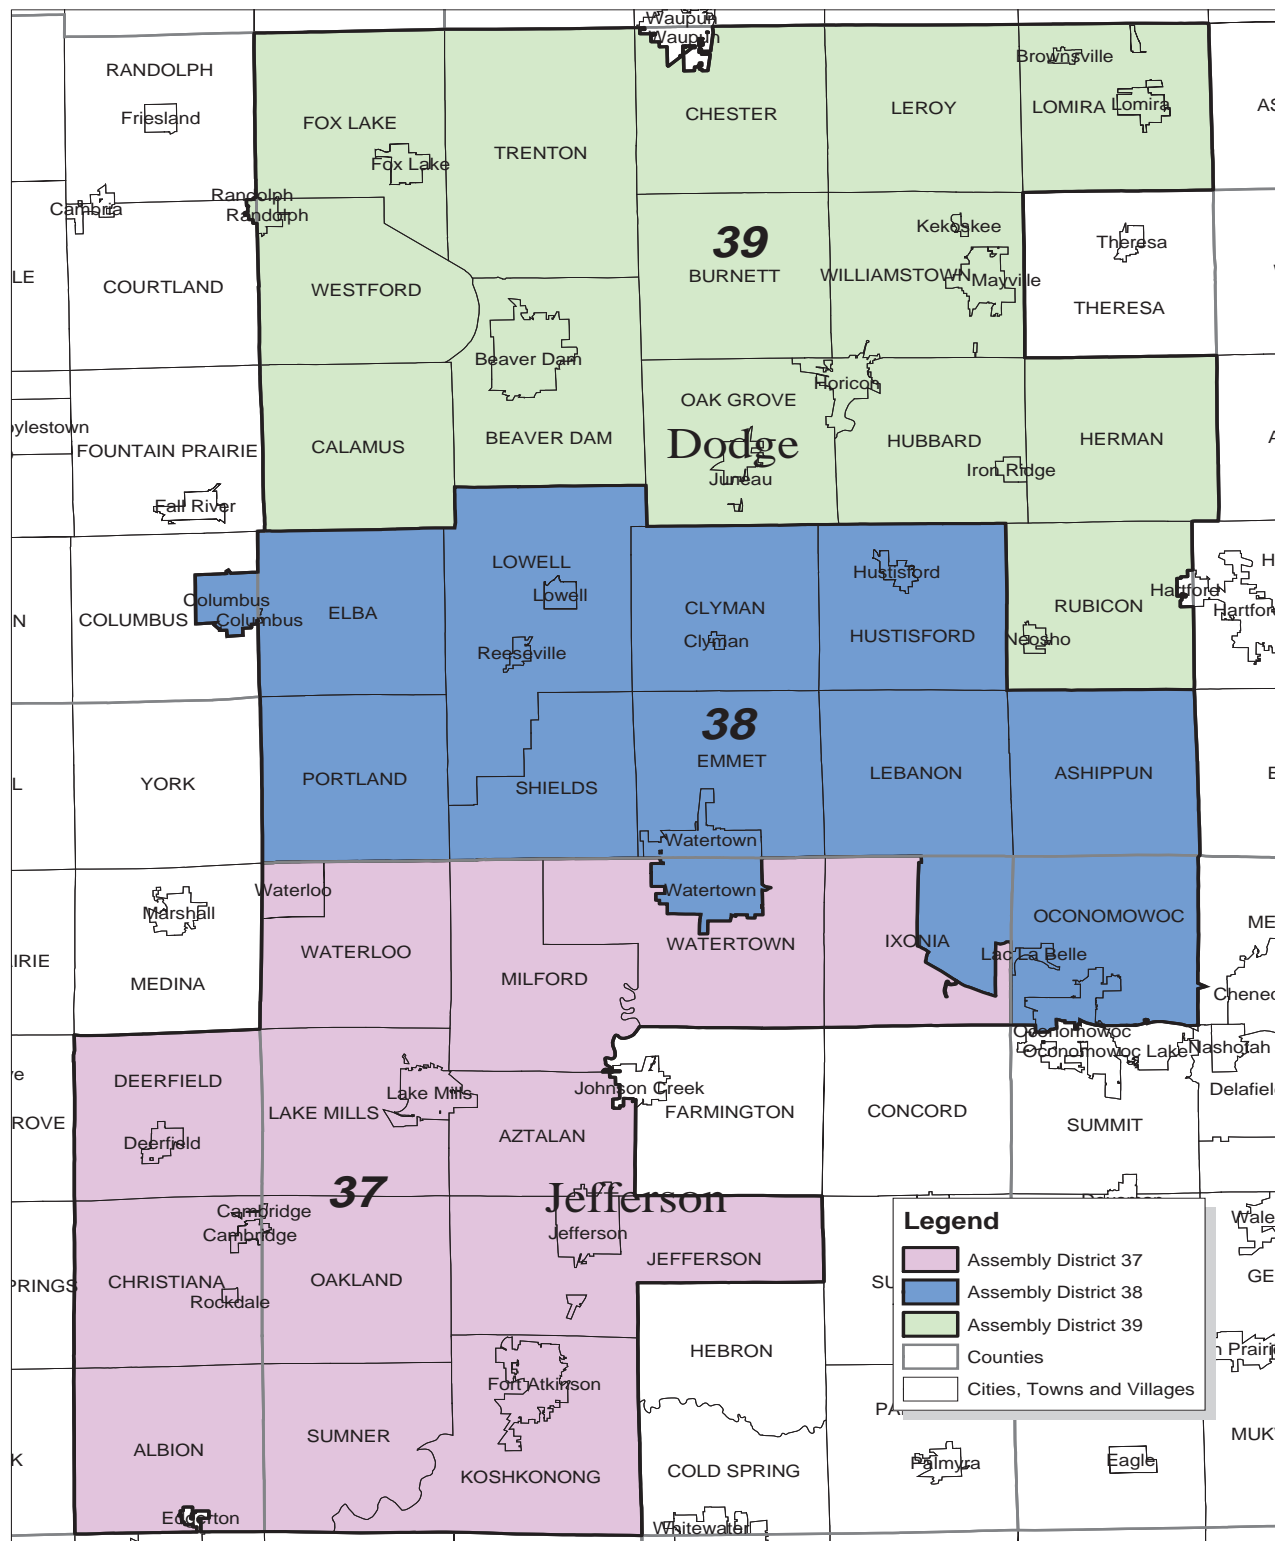 Waupun
Waupun
RANDOLPH
Friesland
FOX LAKE
Fox Lake
TRENTON
CHESTER
LEROY
Brownsville
LOMIRA
Lomira
Cambria
Randolph
Randolph
COURTLAND
WESTFORD
39
BURNETT
WILLIAMSTOWN
Kekoskee
Mayville
Theresa
THERESA
Beaver Dam
BEAVER DAM
Horicon
OAK GROVE
Dodge
Juneau
HUBBARD
Iron Ridge
HERMAN
FOUNTAIN PRAIRIE
Fall River
CALAMUS
COLUMBUS
Columbus
Columbus
ELBA
LOWELL
Lowell
Reeseville
CLYMAN
Clyman
Hustisford
HUSTISFORD
RUBICON
Neosho
Hartford
YORK
PORTLAND
SHIELDS
38
EMMET
LEBANON
ASHIPPUN
Watertown
Watertown
WATERTOWN
Waterloo
WATERLOO
Marshall
MEDINA
MILFORD
IXONIA
OCONOMOWOC
Lac La Belle
Oconomowoc
Oconomowoc Lake
Nashotah
SUMMIT
DEERFIELD
Deerfield
LAKE MILLS
Lake Mills
AZTALAN
Johnson Creek
FARMINGTON
CONCORD
Cambridge
Cambridge
37
Jefferson
Jefferson
JEFFERSON
CHRISTIANA
Rockdale
OAKLAND
HEBRON
Fort Atkinson
ALBION
SUMNER
KOSHKONONG
COLD SPRING
Edgerton
Whitewater
Palmyra
Eagle
Legend
Assembly District 37
Assembly District 38
Assembly District 39
Counties
Cities, Towns and Villages